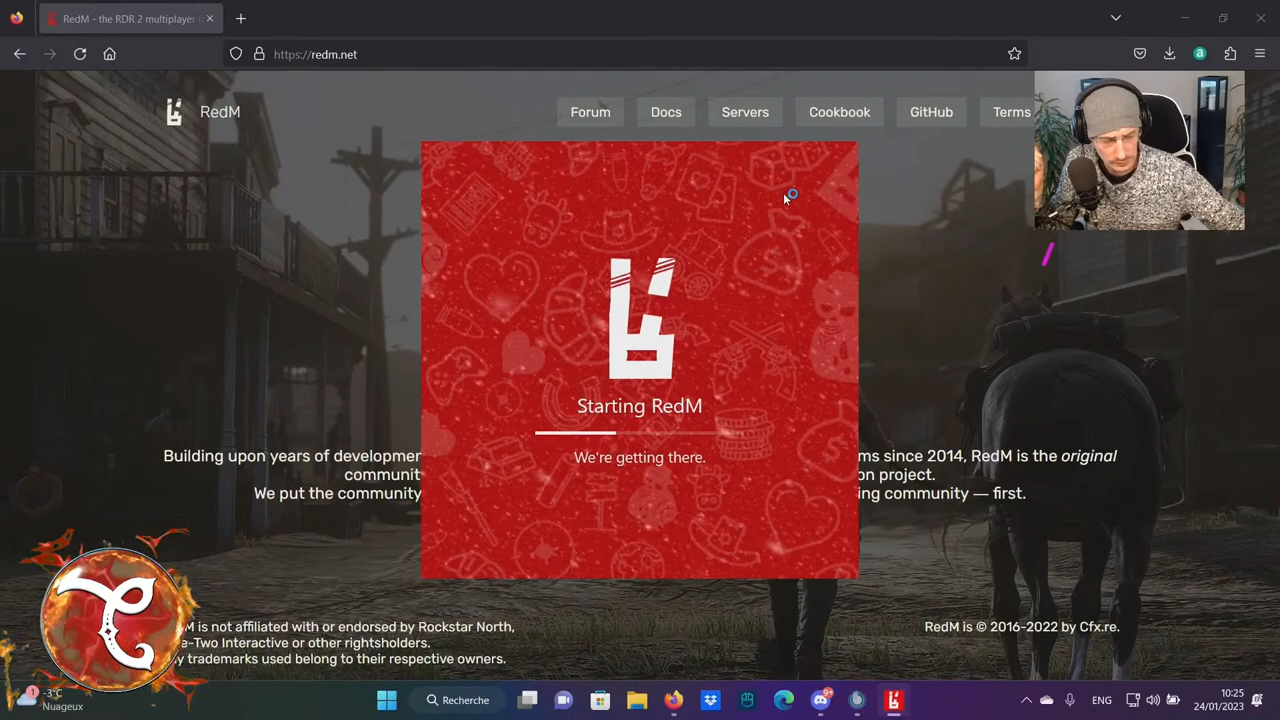 RedM - the RDR 2 multiplayer
https://redm.net
RedM
Forum
Docs
Servers
Cookbook
GitHub
Terms
Starting RedM
We're getting there.
Building upon years of developmen
ms since 2014, RedM is the original
communit
on project.
We put the community
ing community — first.
M is not affiliated with or endorsed by Rockstar North,
e-Two Interactive or other rightsholders.
y trademarks used belong to their respective owners.
RedM is © 2016-2022 by Cfx.re.
1
-3°C
Nuageux
Recherche
9+
ENG
10:25
24/01/2023